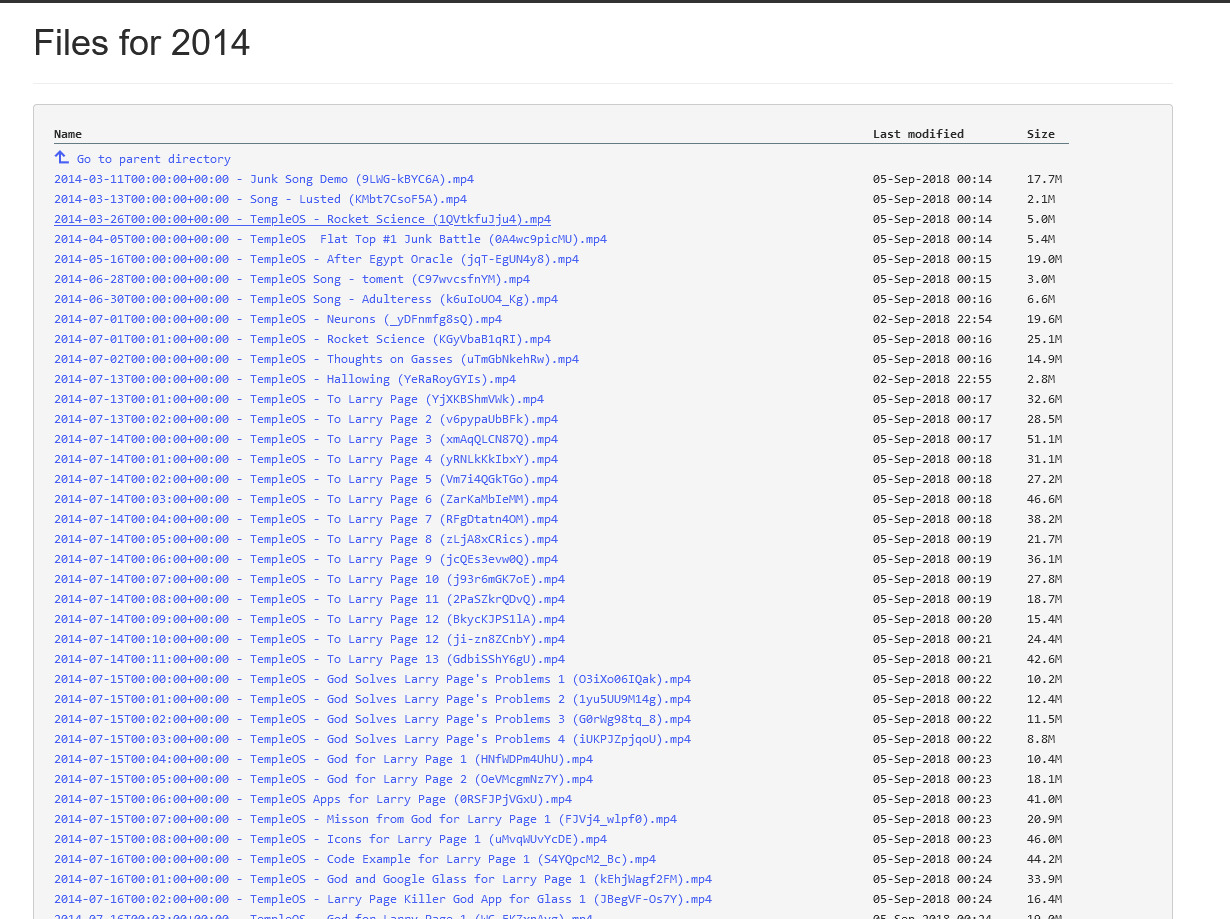 Files for 2014
Name Last modified Size
Go to parent directory
2014-03-11T00:00:00+00:00 - Junk Song Demo (9LWG-kBYC6A).mp4 05-Sep-2018 00:14 17.7M
2014-03-13T00:00:00+00:00 - Song - Lusted (KMbt7CsoF5A).mp4 05-Sep-2018 00:14 2.1M
2014-03-26T00:00:00+00:00 - TempleOS - Rocket Science (1QVtkfuJju4).mp4 05-Sep-2018 00:14 5.0M
2014-04-05T00:00:00+00:00 - TempleOS  Flat Top #1 Junk Battle (0A4wc9picMU).mp4 05-Sep-2018 00:14 5.4M
2014-05-16T00:00:00+00:00 - TempleOS - After Egypt Oracle (jqT-EgUN4y8).mp4 05-Sep-2018 00:15 19.0M
2014-06-28T00:00:00+00:00 - TempleOS Song - toment (C97wvcsfnYM).mp4 05-Sep-2018 00:15 3.0M
2014-06-30T00:00:00+00:00 - TempleOS Song - Adulteress (k6uIoUO4_Kg).mp4 05-Sep-2018 00:16 6.6M
2014-07-01T00:00:00+00:00 - TempleOS - Neurons (_yDFnmfg8sQ).mp4 02-Sep-2018 22:54 19.6M
2014-07-01T00:01:00+00:00 - TempleOS - Rocket Science (KGyVbaB1qRI).mp4 05-Sep-2018 00:16 25.1M
2014-07-02T00:00:00+00:00 - TempleOS - Thoughts on Gasses (uTmGbNkehRw).mp4 05-Sep-2018 00:16 14.9M
2014-07-13T00:00:00+00:00 - TempleOS - Hallowing (YeRaRoyGYIs).mp4 02-Sep-2018 22:55 2.8M
2014-07-13T00:01:00+00:00 - TempleOS - To Larry Page (YjXKBShmVWk).mp4 05-Sep-2018 00:17 32.6M
2014-07-13T00:02:00+00:00 - TempleOS - To Larry Page 2 (v6pypaUbBFk).mp4 05-Sep-2018 00:17 28.5M
2014-07-14T00:00:00+00:00 - TempleOS - To Larry Page 3 (xmAqQLCN87Q).mp4 05-Sep-2018 00:17 51.1M
2014-07-14T00:01:00+00:00 - TempleOS - To Larry Page 4 (yRNLkKkIbxY).mp4 05-Sep-2018 00:18 31.1M
2014-07-14T00:02:00+00:00 - TempleOS - To Larry Page 5 (Vm7i4QGkTGo).mp4 05-Sep-2018 00:18 27.2M
2014-07-14T00:03:00+00:00 - TempleOS - To Larry Page 6 (ZarKaMbIeMM).mp4 05-Sep-2018 00:18 46.6M
2014-07-14T00:04:00+00:00 - TempleOS - To Larry Page 7 (RFgDtatn4OM).mp4 05-Sep-2018 00:18 38.2M
2014-07-14T00:05:00+00:00 - TempleOS - To Larry Page 8 (zLjA8xCRics).mp4 05-Sep-2018 00:19 21.7M
2014-07-14T00:06:00+00:00 - TempleOS - To Larry Page 9 (jcQEs3evw0Q).mp4 05-Sep-2018 00:19 36.1M
2014-07-14T00:07:00+00:00 - TempleOS - To Larry Page 10 (j93r6mGK7oE).mp4 05-Sep-2018 00:19 27.8M
2014-07-14T00:08:00+00:00 - TempleOS - To Larry Page 11 (2PaSZkrQDvQ).mp4 05-Sep-2018 00:19 18.7M
2014-07-14T00:09:00+00:00 - TempleOS - To Larry Page 12 (BkycKJPS1lA).mp4 05-Sep-2018 00:20 15.4M
2014-07-14T00:10:00+00:00 - TempleOS - To Larry Page 12 (ji-zn8ZCnbY).mp4 05-Sep-2018 00:21 24.4M
2014-07-14T00:11:00+00:00 - TempleOS - To Larry Page 13 (GdbiSShY6gU).mp4 05-Sep-2018 00:21 42.6M
2014-07-15T00:00:00+00:00 - TempleOS - God Solves Larry Page's Problems 1 (O3iXo06IQak).mp4 05-Sep-2018 00:22 10.2M
2014-07-15T00:01:00+00:00 - TempleOS - God Solves Larry Page's Problems 2 (1yu5UU9M14g).mp4 05-Sep-2018 00:22 12.4M
2014-07-15T00:02:00+00:00 - TempleOS - God Solves Larry Page's Problems 3 (G0rWg98tq_8).mp4 05-Sep-2018 00:22 11.5M
2014-07-15T00:03:00+00:00 - TempleOS - God Solves Larry Page's Problems 4 (iUKPJZpjqoU).mp4 05-Sep-2018 00:22 8.8M
2014-07-15T00:04:00+00:00 - TempleOS - God for Larry Page 1 (HNfWDPm4UhU).mp4 05-Sep-2018 00:23 10.4M
2014-07-15T00:05:00+00:00 - TempleOS - God for Larry Page 2 (OeVMcgmNz7Y).mp4 05-Sep-2018 00:23 18.1M
2014-07-15T00:06:00+00:00 - TempleOS Apps for Larry Page (0RSFJPjVGxU).mp4 05-Sep-2018 00:23 41.0M
2014-07-15T00:07:00+00:00 - TempleOS - Misson from God for Larry Page 1 (FJVj4_wlpf0).mp4 05-Sep-2018 00:23 20.9M
2014-07-15T00:08:00+00:00 - TempleOS - Icons for Larry Page 1 (uMvqWUvYcDE).mp4 05-Sep-2018 00:23 46.0M
2014-07-16T00:00:00+00:00 - TempleOS - Code Example for Larry Page 1 (S4YQpcM2_Bc).mp4 05-Sep-2018 00:24 44.2M
2014-07-16T00:01:00+00:00 - TempleOS - God and Google Glass for Larry Page 1 (kEhjWagf2FM).mp4 05-Sep-2018 00:24 33.9M
2014-07-16T00:02:00+00:00 - TempleOS - Larry Page Killer God App for Glass 1 (JBegVF-Os7Y).mp4 05-Sep-2018 00:24 16.4M
2014-07-16T00:03:00+00:00 - TempleOS - God for Larry Page 1 05-Sep-2018 00:24